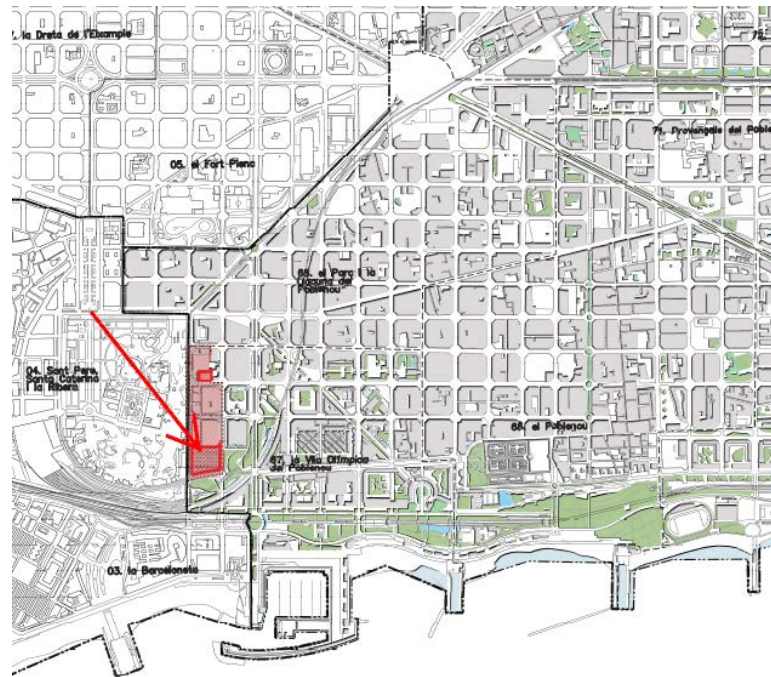 la Dreta de l'Eixample
05. el Fort Pienc
71. Provençals del Poble
66. el Parc i la
Llacuna del
Poblenou
04. Sant Pere,
Santa Caterina
i la Ribera
68. el Poblenou
67. la Vila Olímpica
del Poblenou
03. la Barceloneta